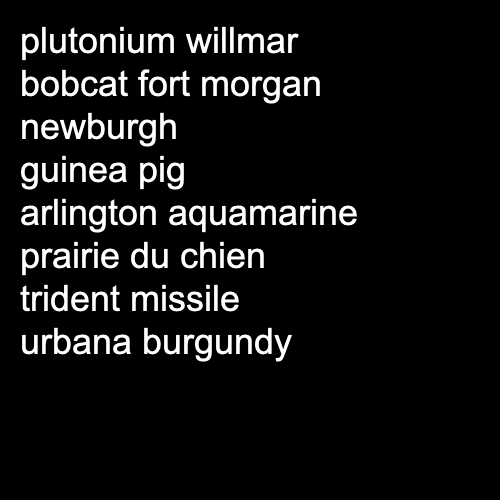 plutonium willmar
bobcat fort morgan
newburgh
guinea pig
arlington aquamarine
prairie du chien
trident missile
urbana burgundy